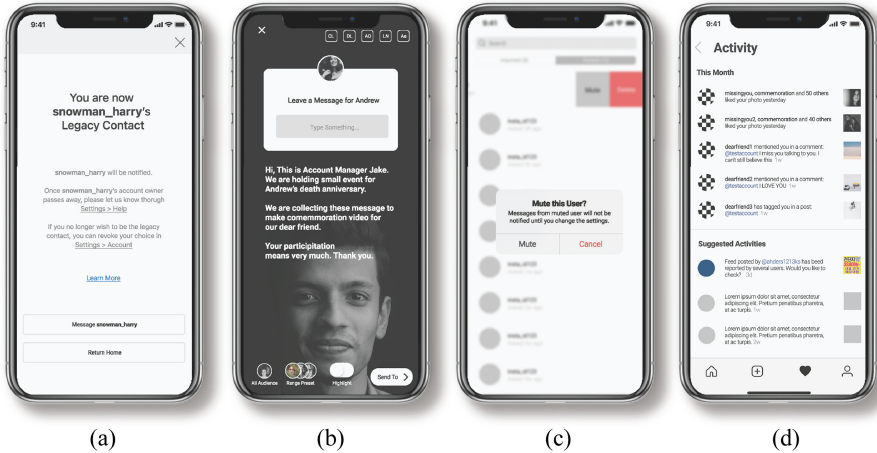 9:41
You are now
snowman_harry's
Legacy Contact
snowman_harry will be notified.
Once snowman_harry's account owner
passes away, please let us know thorugh
Settings > Help
If you no longer wish to be the legacy
contact, you can revoke your choice in
Settings > Account
Learn More
Message snowman_harry
Return Home
(a)
CL DL AO LN Aa
Leave a Message for Andrew
Type Something...
Hi, This is Account Manager Jake.
We are holding small event for
Andrew's death anniversary.
We are collecting these message to
make comemmoration video for
our dear friend.
Your participitation
means very much. Thank you.
All Audience Range Preset Highlight Send To
(b)
9:41
Search
Mute Delete
Mute this User?
Messages from muted user will not be
notified until you change the settings.
Mute Cancel
(c)
9:41
Activity
This Month
missingyou, commemoration and 50 others
liked your photo yesterday
missingyou2, commemoration and 40 others
liked your photo yesterday
dearfriend1 mentioned you in a comment:
@testaccount I miss you talking to you. I
can't still believe this 1w
dearfriend2 mentioned you in a comment:
@testaccount I LOVE YOU 1w
dearfriend3 has tagged you in a post:
@testaccount 1w
Suggested Activities
Feed posted by @ahders1213ks has been
reported by several users. Would you like to
check? 3d
Lorem ipsum dolor sit amet, consectetur
adipiscing elit. Pretium penatibus pharetra,
at ac turpis. 1w
Lorem ipsum dolor sit amet, consectetur
adipiscing elit. Pretium penatibus pharetra,
at ac turpis. 2w
(d)